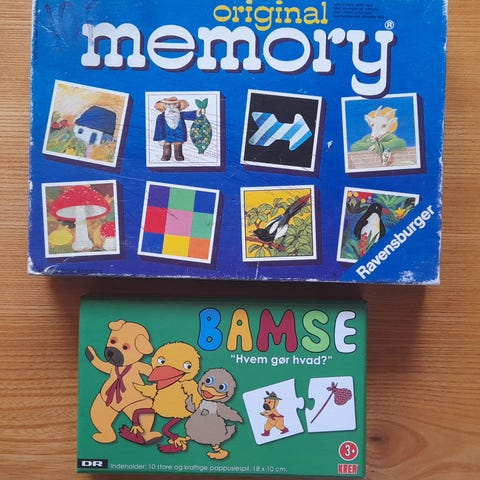 original
memory®
Ravensburger
BAMSE
"Hvem gør hvad?"
3+
DR
Indeholder: 10 store og kraftige pappuslespil. 18 x 10 cm.
KREA